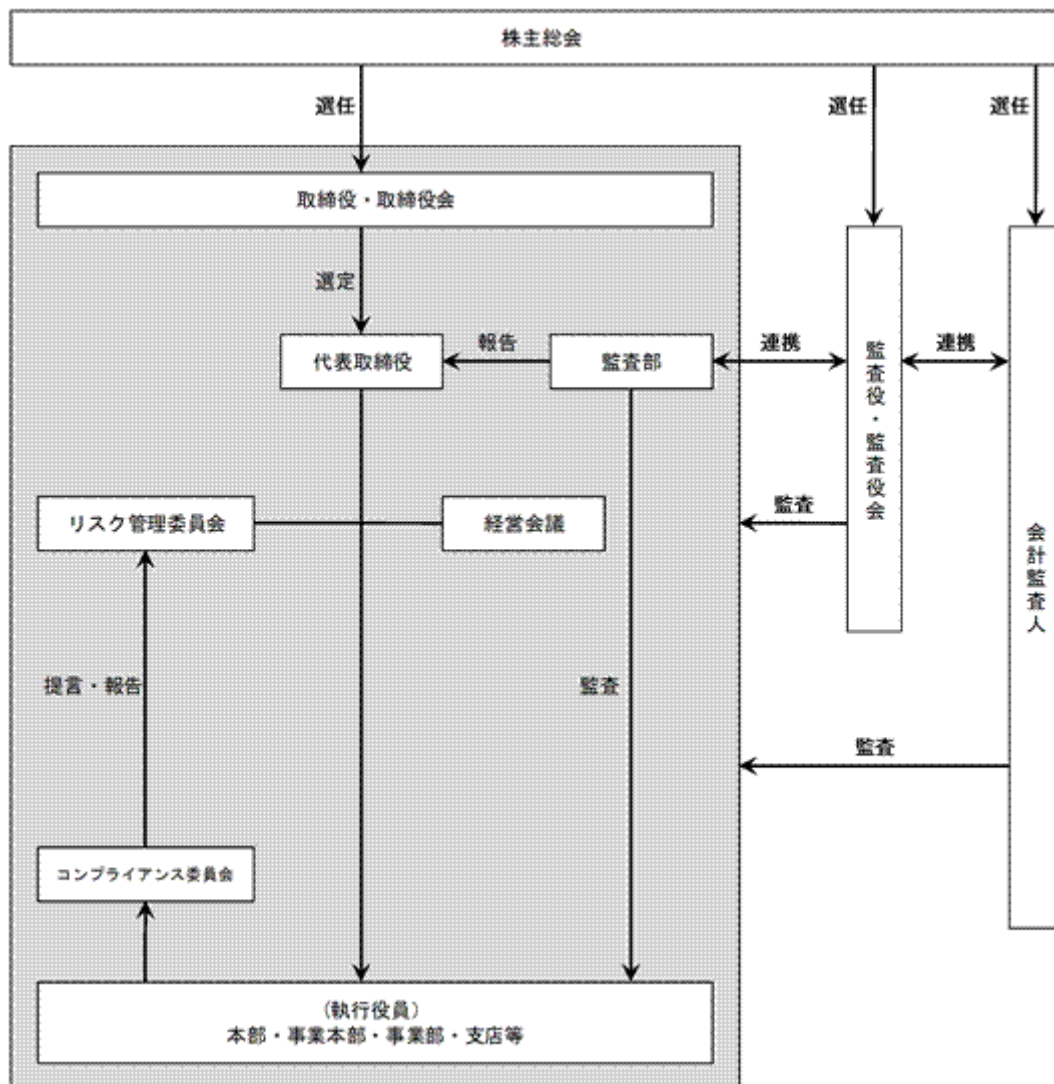 株主総会
選任
選任
選任
取締役・取締役会
選定
代表取締役
報告
監査部
連携
監査役・監査役会
連携
会計監査人
リスク管理委員会
経営会議
監査
提言・報告
監査
監査
コンプライアンス委員会
(執行役員)
本部・事業本部・事業部・支店等